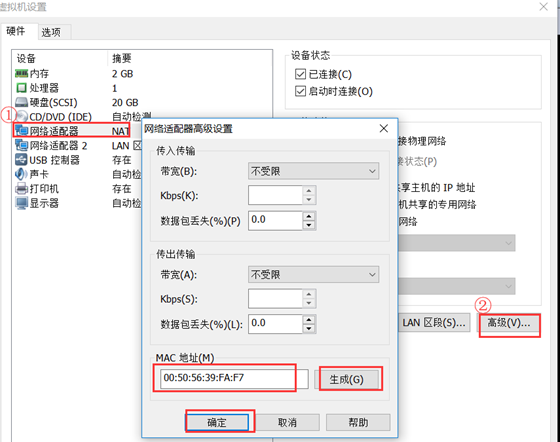 虚拟机设置
硬件
选项
设备
摘要
内存
2 GB
处理器
1
硬盘(SCSI)
20 GB
①
CD/DVD (IDE)
自动检测
网络适配器
NAT
网络适配器 2
LAN 区
USB 控制器
存在
声卡
自动检
打印机
存在
显示器
自动检
设备状态
已连接(C)
启动时连接(O)
接物理网络
接状态(P)
享主机的 IP 地址
机共享的专用网络
网络
②
LAN 区段(S)...
高级(V)...
网络适配器高级设置
传入传输
带宽(B):
不受限
Kbps(K):
数据包丢失(%)(P)
0.0
传出传输
带宽(A):
不受限
Kbps(S):
数据包丢失(%)(L):
0.0
MAC 地址(M)
00:50:56:39:FA:F7
生成(G)
确定
取消
帮助